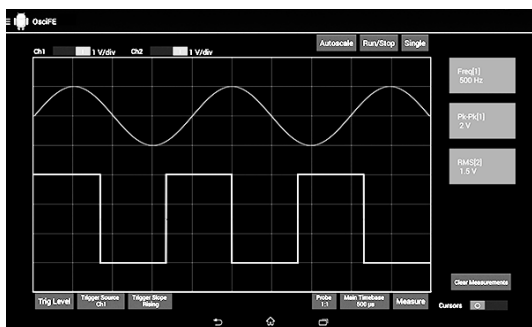 OsciFE
Autoscale Run/Stop Single
Ch1 1 V/div Ch2 1 V/div
Freq[1]
500 Hz
Pk-Pk[1]
2 V
RMS[2]
1.5 V
Clear Measurements
Trig Level
Trigger Source
Ch1
Trigger Slope
Rising
Probe
1:1
Main Timebase
500 µs
Measure
Cursors